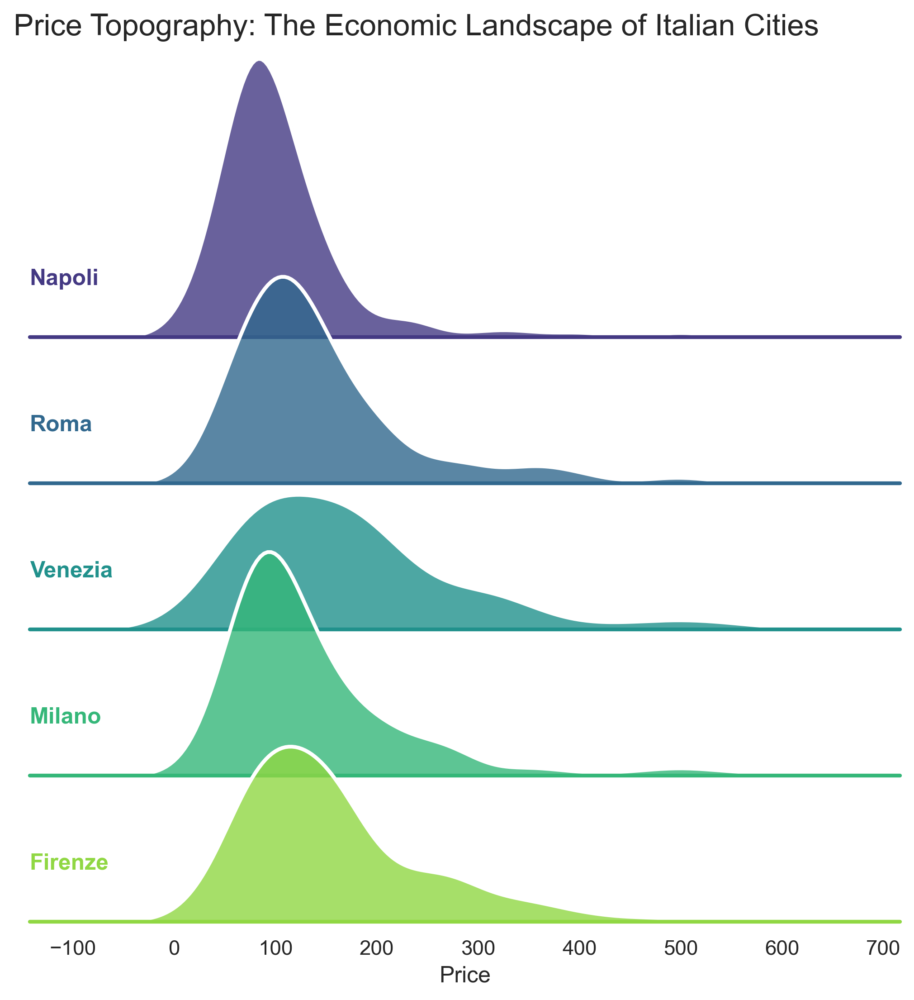 Price Topography: The Economic Landscape of Italian Cities
Napoli
Roma
Venezia
Milano
Firenze
−100 0 100 200 300 400 500 600 700
Price